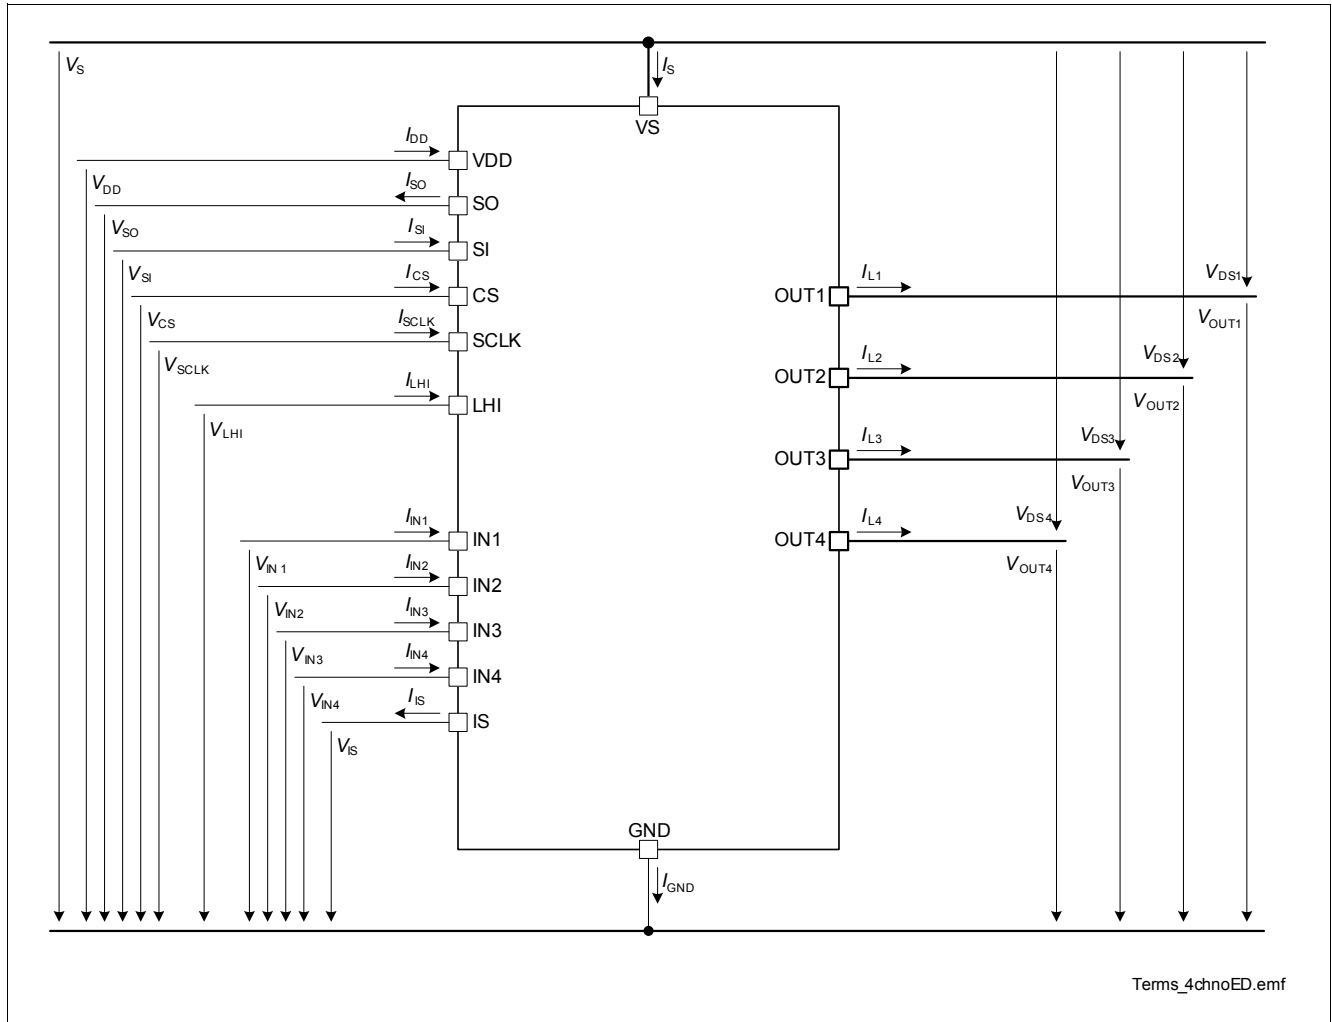 VS
IS
VS
IDD
VDD
VDD
ISO
SO
VSO
ISI
SI
VSI
ICS
CS
VCS
ISCLK
SCLK
VSCLK
ILHI
LHI
VLHI
IIN1
IN1
VIN1
IIN2
IN2
VIN2
IIN3
IN3
VIN3
IIN4
IN4
VIN4
IIS
IS
VIS
OUT1
IL1
VDS1
VOUT1
OUT2
IL2
VDS2
VOUT2
OUT3
IL3
VDS3
VOUT3
OUT4
IL4
VDS4
VOUT4
GND
IGND
Terms_4chnoED.emf